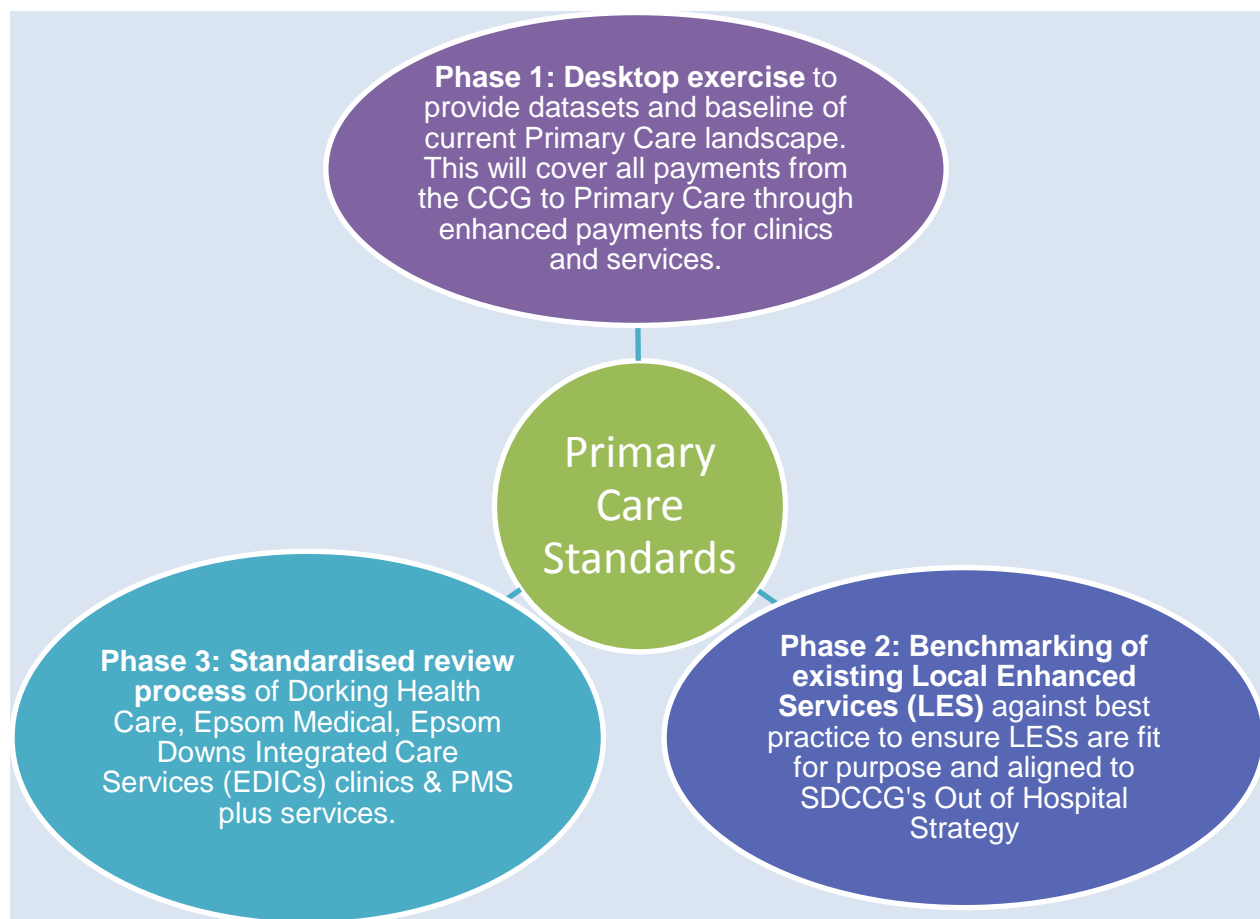 Phase 1: Desktop exercise to
provide datasets and baseline of
current Primary Care landscape.
This will cover all payments from
the CCG to Primary Care through
enhanced payments for clinics
and services.
Primary
Care
Standards
Phase 2: Benchmarking of
existing Local Enhanced
Services (LES) against best
practice to ensure LESs are fit
for purpose and aligned to
SDCCG's Out of Hospital
Strategy
Phase 3: Standardised review
process of Dorking Health
Care, Epsom Medical, Epsom
Downs Integrated Care
Services (EDICs) clinics & PMS
plus services.